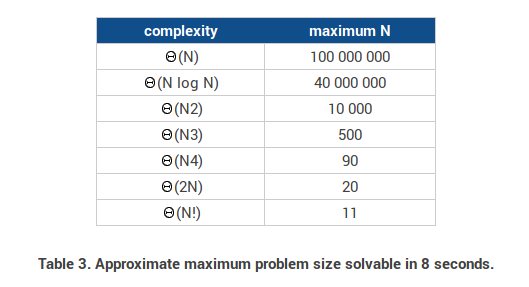 complexity maximum N
Θ(N) 100 000 000
Θ(N log N) 40 000 000
Θ(N2) 10 000
Θ(N3) 500
Θ(N4) 90
Θ(2N) 20
Θ(N!) 11
Table 3. Approximate maximum problem size solvable in 8 seconds.